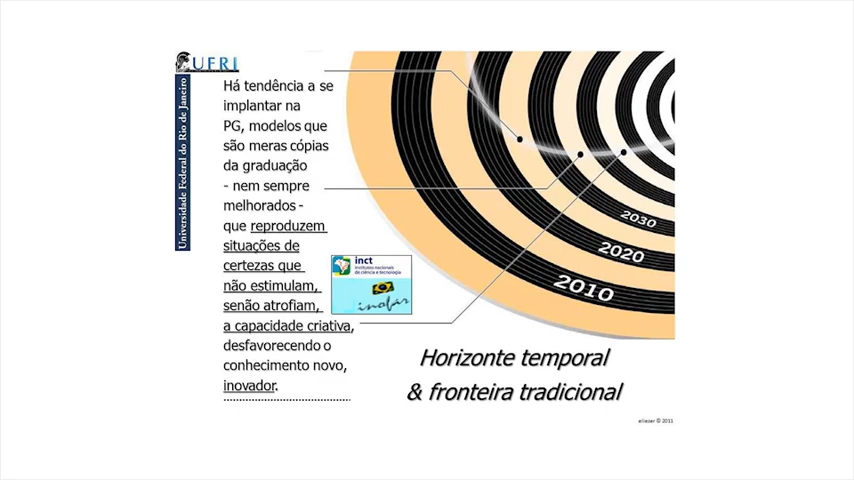 UFRJ
Universidade Federal do Rio de Janeiro
Há tendência a se
implantar na
PG, modelos que
são meras cópias
da graduação
- nem sempre
melhorados -
que reproduzem
situações de
certezas que
não estimulam,
senão atrofiam,
a capacidade criativa,
desfavorecendo o
conhecimento novo,
inovador.
inct
institutos nacionais
de ciência e tecnologia
inofar
2030
2020
2010
Horizonte temporal
& fronteira tradicional
eliezer © 2011